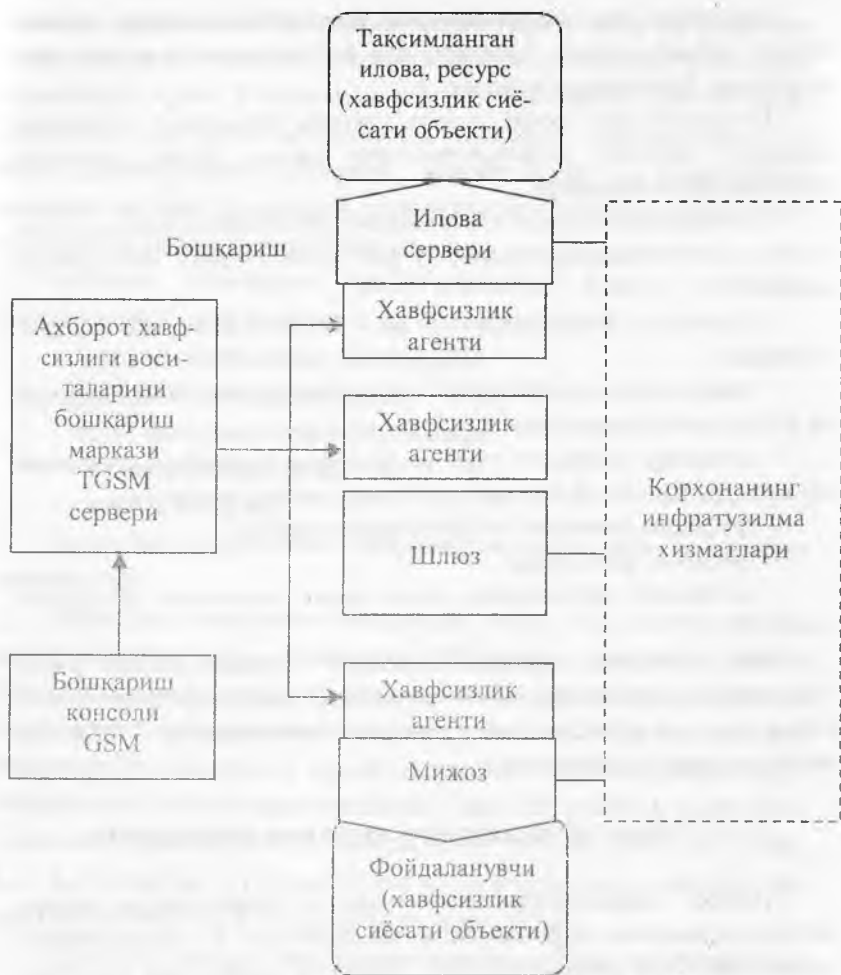 Тақсимланган
илова, ресурс
(хавфсизлик сиё-
сати объекти)
Илова
сервери
Бошқариш
Хавфсизлик
агенти
Ахборот хавф-
сизлиги воси-
таларини
бошқариш
маркази
TGSM
сервери
Хавфсизлик
агенти
Шлюз
Корхонанинг
инфратузилма
хизматлари
Бошқариш
консоли
GSM
Хавфсизлик
агенти
Мижоз
Фойдаланувчи
(хавфсизлик
сиёсати объекти)